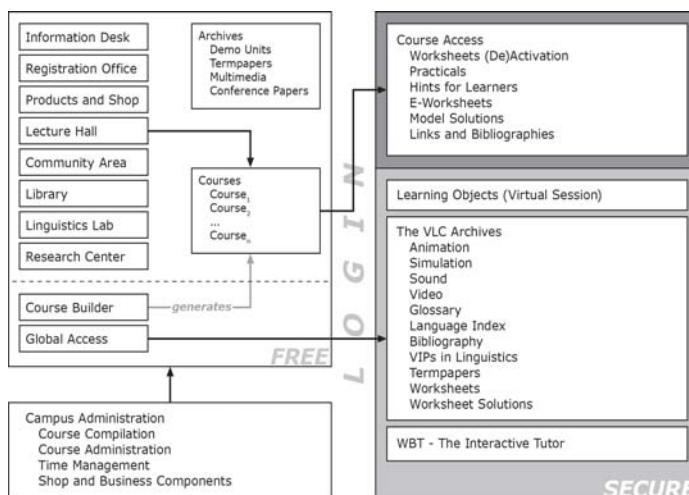 Information Desk
Registration Office
Products and Shop
Lecture Hall
Community Area
Library
Linguistics Lab
Research Center
Course Builder
Global Access
Archives
Demo Units
Termpapers
Multimedia
Conference Papers
Courses
Course1
Course2
...
Coursen
generates
FREE
Campus Administration
Course Compilation
Course Administration
Time Management
Shop and Business Components
LOGIN
Course Access
Worksheets (De)Activation
Practicals
Hints for Learners
E-Worksheets
Model Solutions
Links and Bibliographies
Learning Objects (Virtual Session)
The VLC Archives
Animation
Simulation
Sound
Video
Glossary
Language Index
Bibliography
VIPs in Linguistics
Termpapers
Worksheets
Worksheet Solutions
WBT - The Interactive Tutor
SECURE